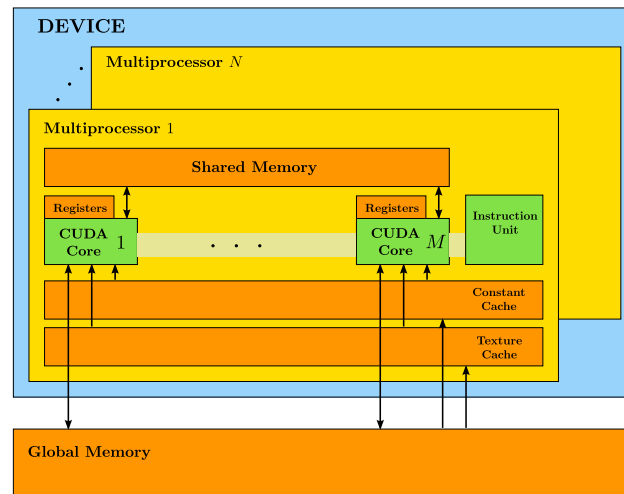 DEVICE
Multiprocessor N
Multiprocessor 1
Shared Memory
Registers
Registers
CUDA
Core 1
. . .
CUDA
Core M
Instruction
Unit
Constant
Cache
Texture
Cache
Global Memory